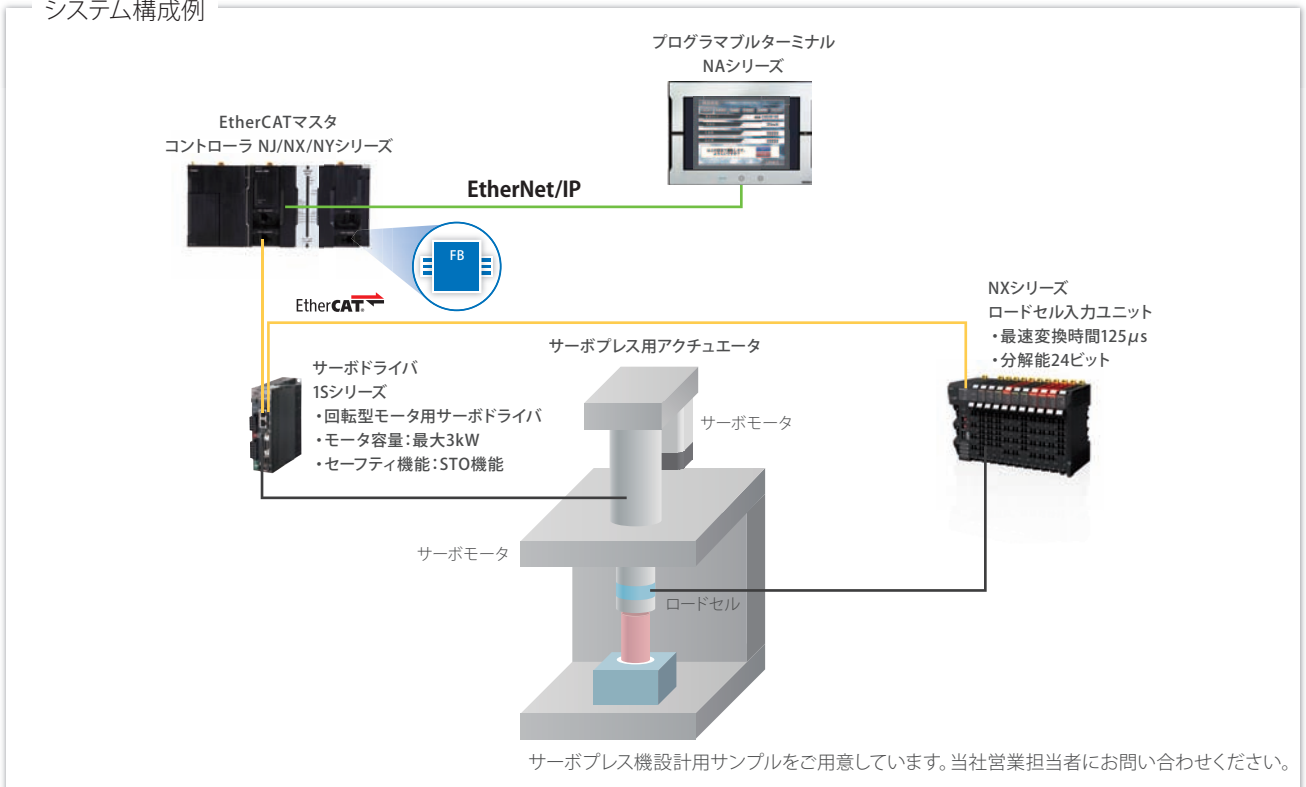 システム構成例
プログラマブルターミナル
NAシリーズ
EtherCATマスタ
コントローラ NJ/NX/NYシリーズ
EtherNet/IP
FB
EtherCAT®
NXシリーズ
ロードセル入力ユニット
・最速変換時間125μs
・分解能24ビット
サーボプレス用アクチュエータ
サーボドライバ
1Sシリーズ
・回転型モータ用サーボドライバ
・モータ容量：最大3kW
・セーフティ機能：STO機能
サーボモータ
サーボモータ
ロードセル
サーボプレス機設計用サンプルをご用意しています。当社営業担当者にお問い合わせください。